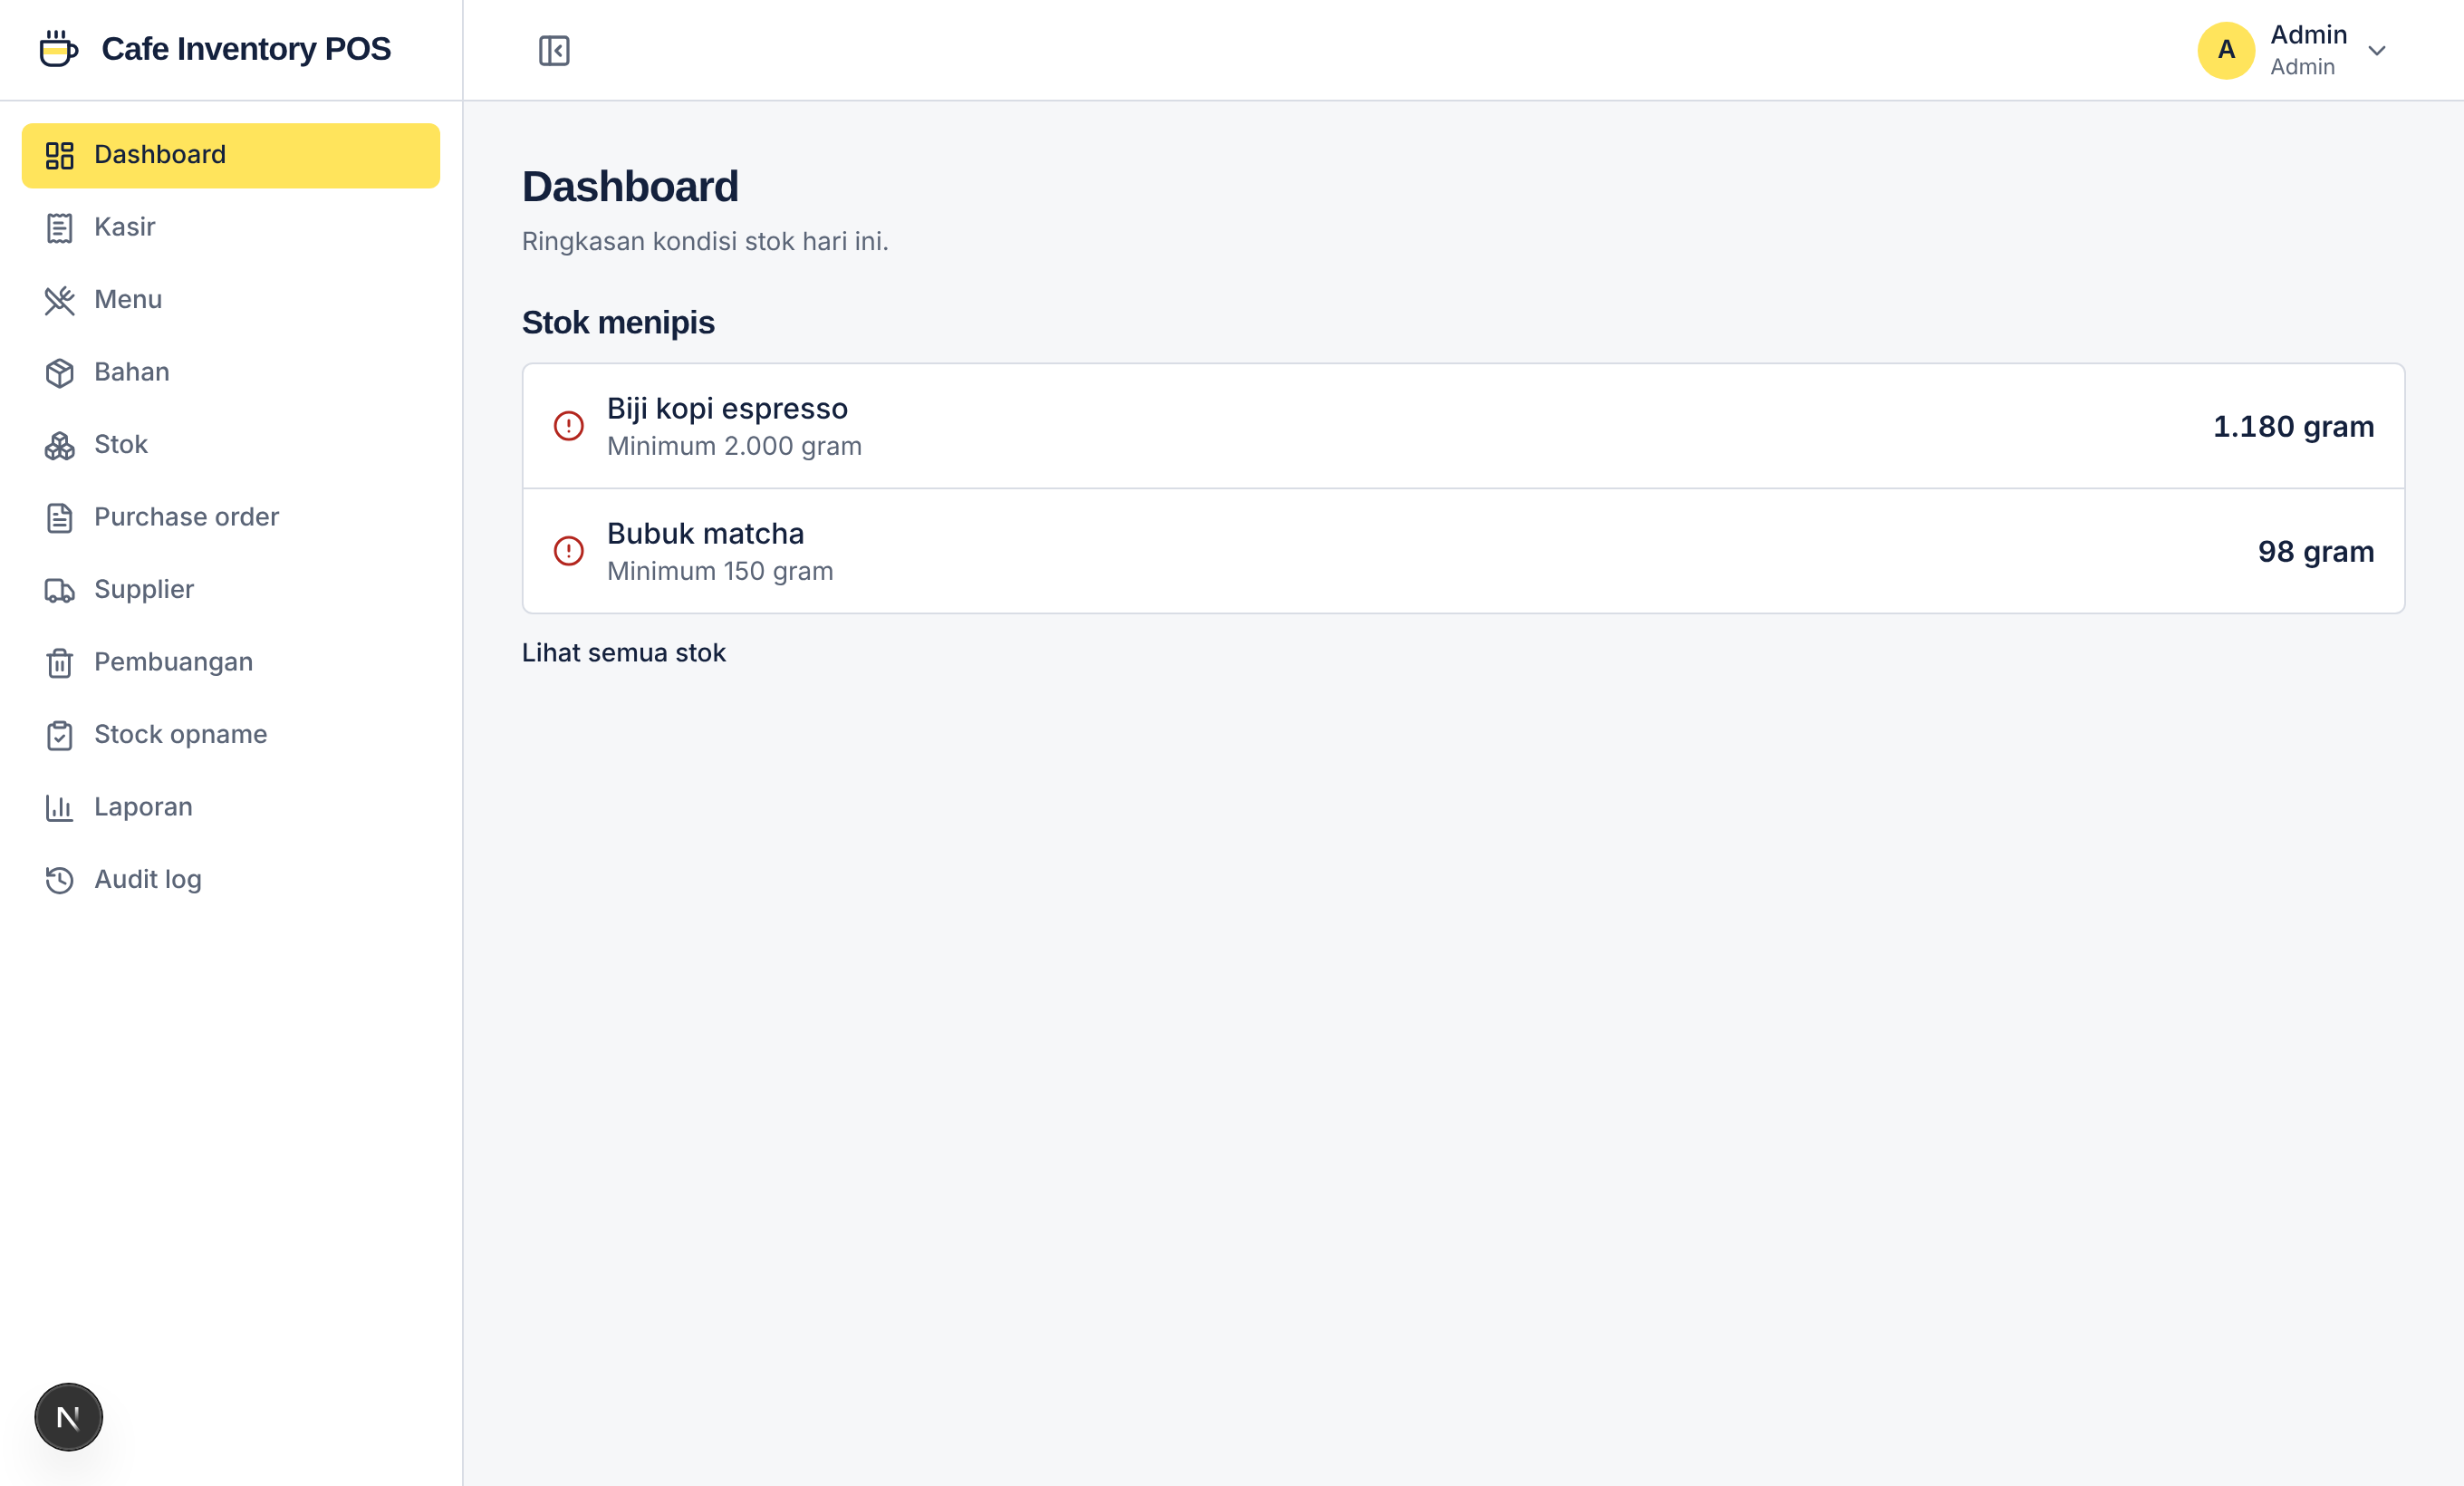 Cafe Inventory POS
A
Admin
Admin
Dashboard
Kasir
Menu
Bahan
Stok
Purchase order
Supplier
Pembuangan
Stock opname
Laporan
Audit log
N
Dashboard
Ringkasan kondisi stok hari ini.
Stok menipis
Biji kopi espresso
Minimum 2.000 gram
1.180 gram
Bubuk matcha
Minimum 150 gram
98 gram
Lihat semua stok